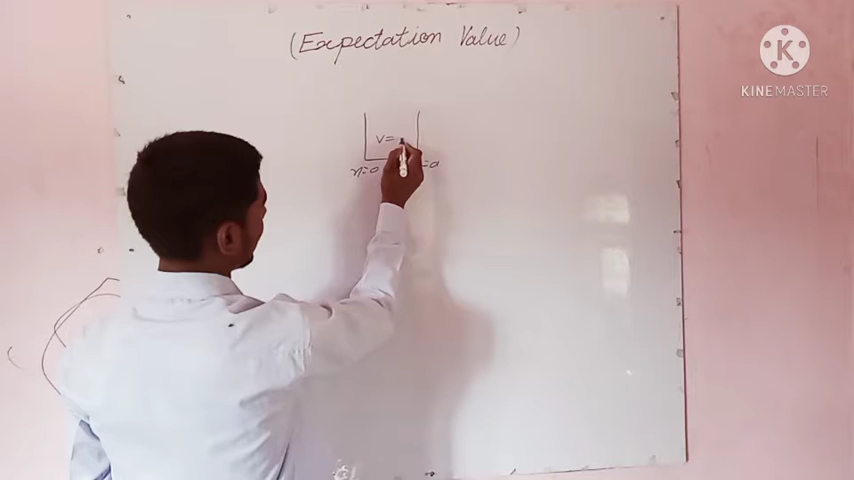 (Expectation Value)
V=
x=0 =a
K
KINEMASTER